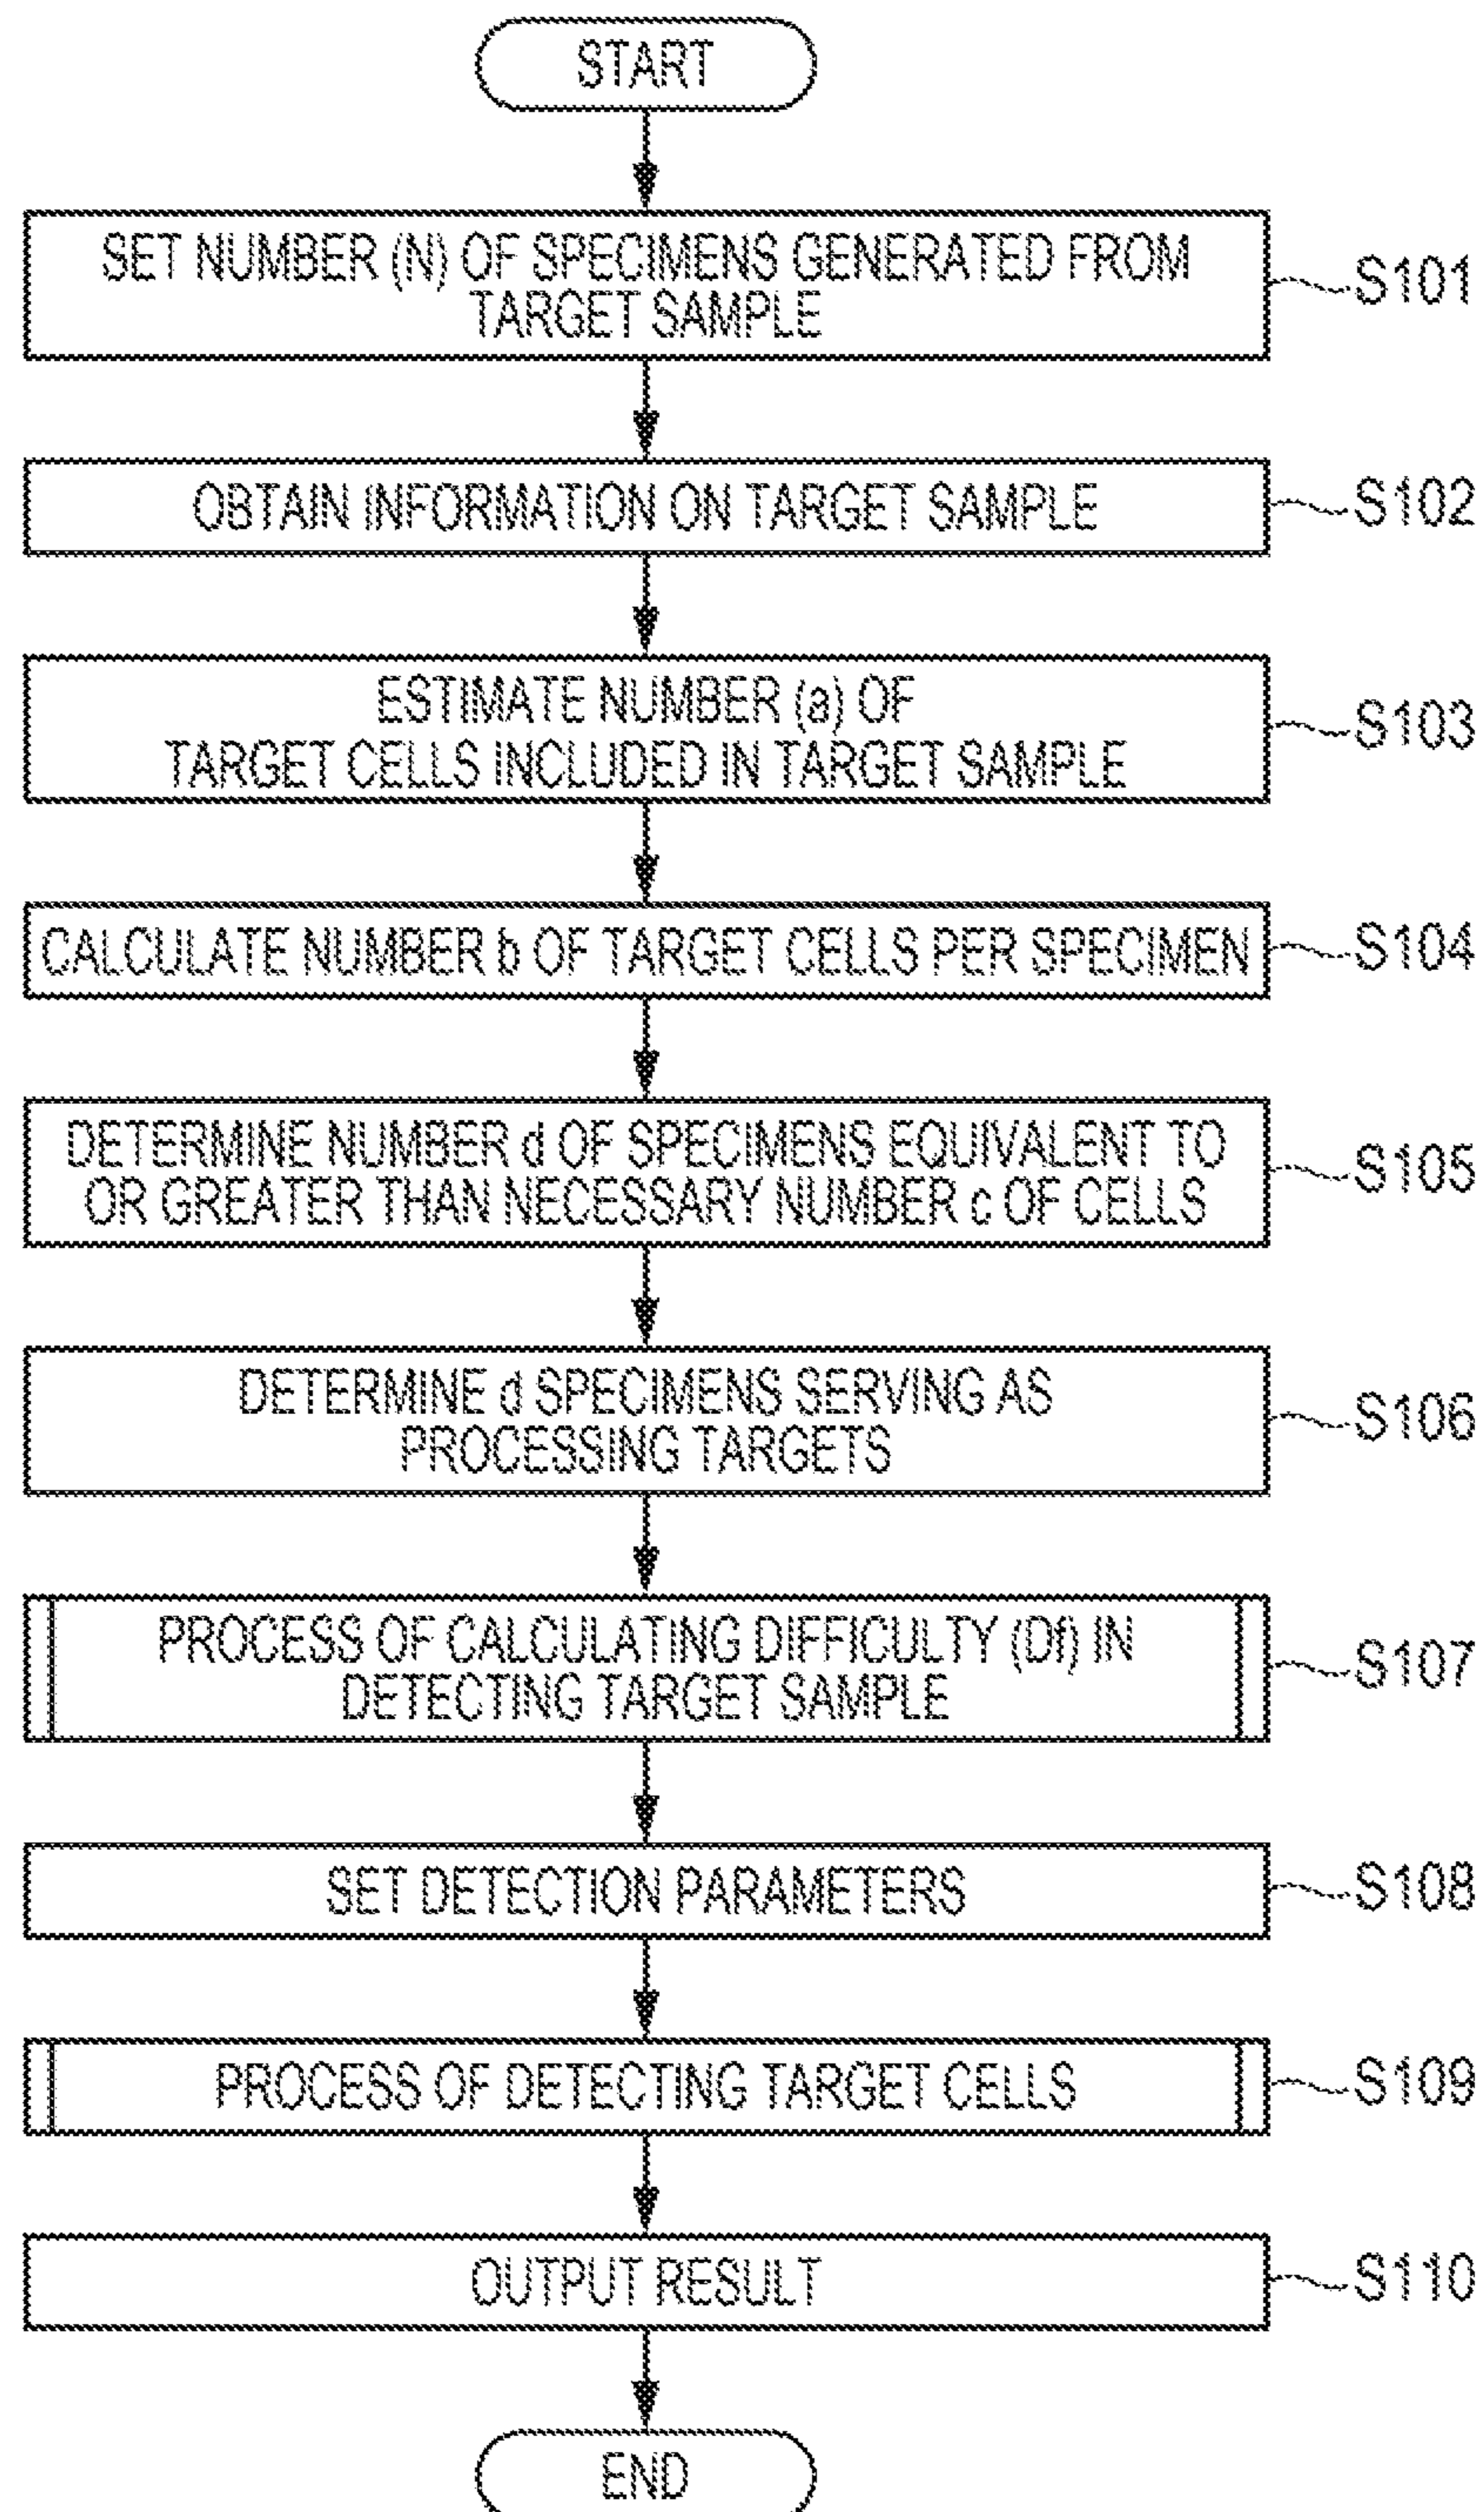 START
SET NUMBER (N) OF SPECIMENS GENERATED FROM
TARGET SAMPLE
S101
OBTAIN INFORMATION ON TARGET SAMPLE
S102
ESTIMATE NUMBER (a) OF
TARGET CELLS INCLUDED IN TARGET SAMPLE
S103
CALCULATE NUMBER b OF TARGET CELLS PER SPECIMEN
S104
DETERMINE NUMBER d OF SPECIMENS EQUIVALENT TO
OR GREATER THAN NECESSARY NUMBER c OF CELLS
S105
DETERMINE d SPECIMENS SERVING AS
PROCESSING TARGETS
S106
PROCESS OF CALCULATING DIFFICULTY (Df) IN
DETECTING TARGET SAMPLE
S107
SET DETECTION PARAMETERS
S108
PROCESS OF DETECTING TARGET CELLS
S109
OUTPUT RESULT
S110
END